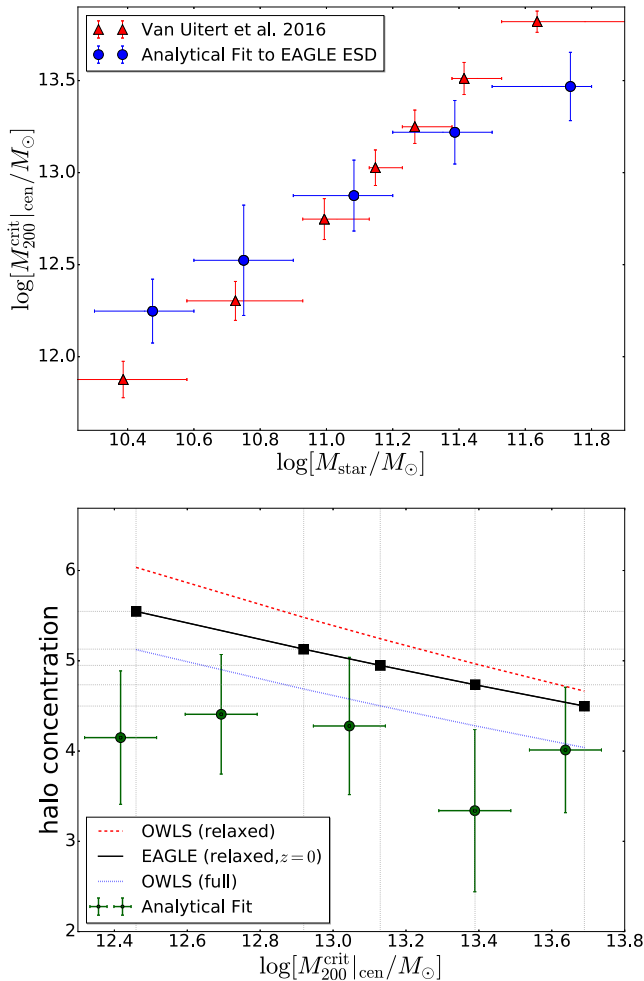 Van Uitert et al. 2016
Analytical Fit to EAGLE ESD
log[M_200^crit|_cen/M_⊙]
13.5
13.0
12.5
12.0
10.4 10.6 10.8 11.0 11.2 11.4 11.6 11.8
log[M_star/M_⊙]
halo concentration
6
5
4
3
2
OWLS (relaxed)
EAGLE (relaxed,z=0)
OWLS (full)
Analytical Fit
12.4 12.6 12.8 13.0 13.2 13.4 13.6 13.8
log[M_200^crit|_cen/M_⊙]